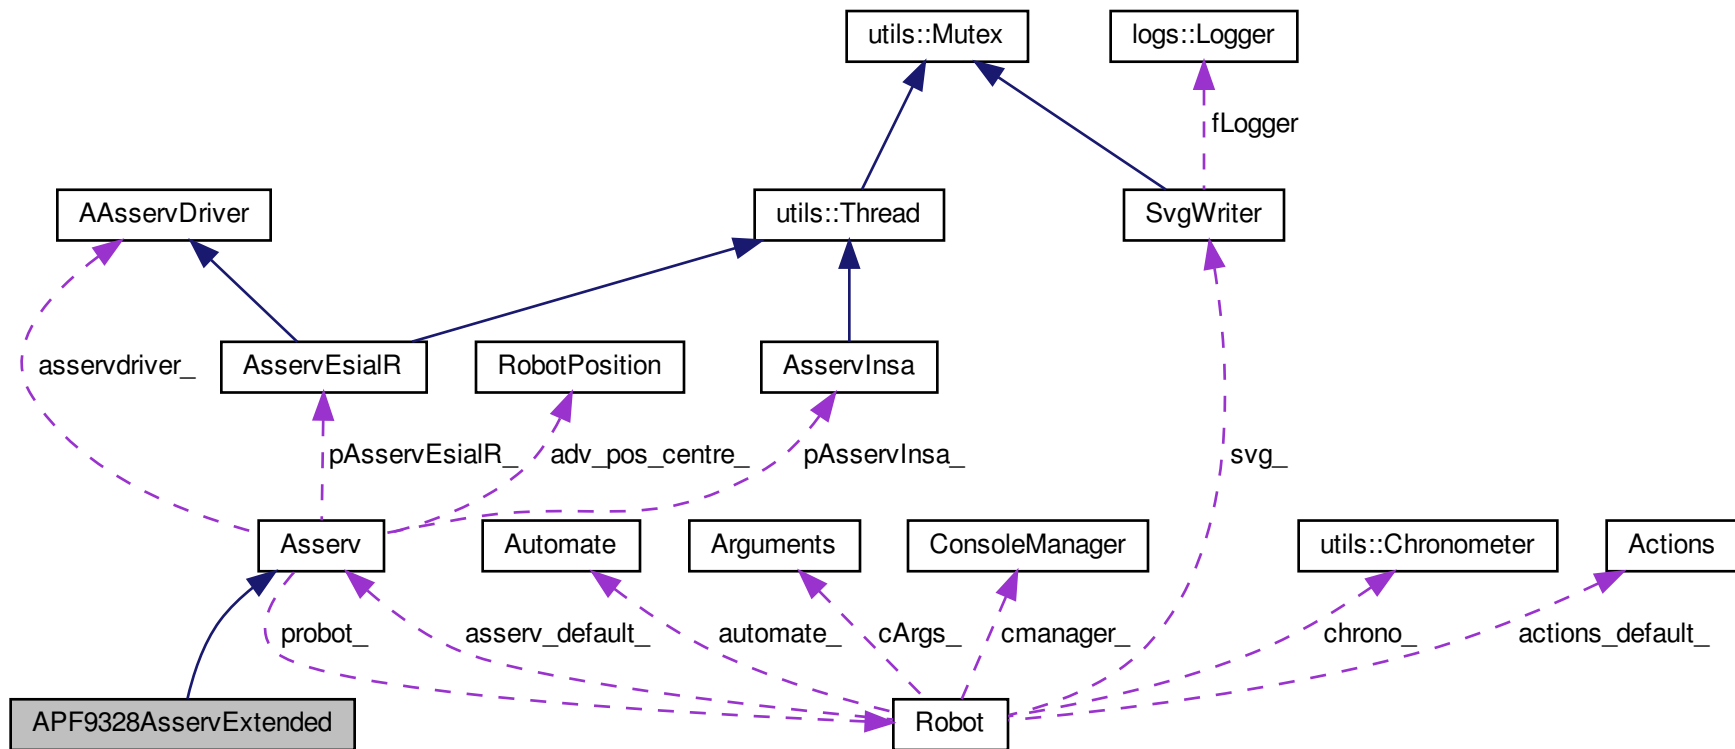 utils::Mutex
logs::Logger
fLogger
AAsservDriver
utils::Thread
SvgWriter
asservdriver_
AsservEsialR
RobotPosition
AsservInsa
pAsservEsialR_
adv_pos_centre_
pAsservInsa_
svg_
Asserv
Automate
Arguments
ConsoleManager
utils::Chronometer
Actions
probot_
asserv_default_
automate_
cArgs_
cmanager_
chrono_
actions_default_
APF9328AsservExtended
Robot